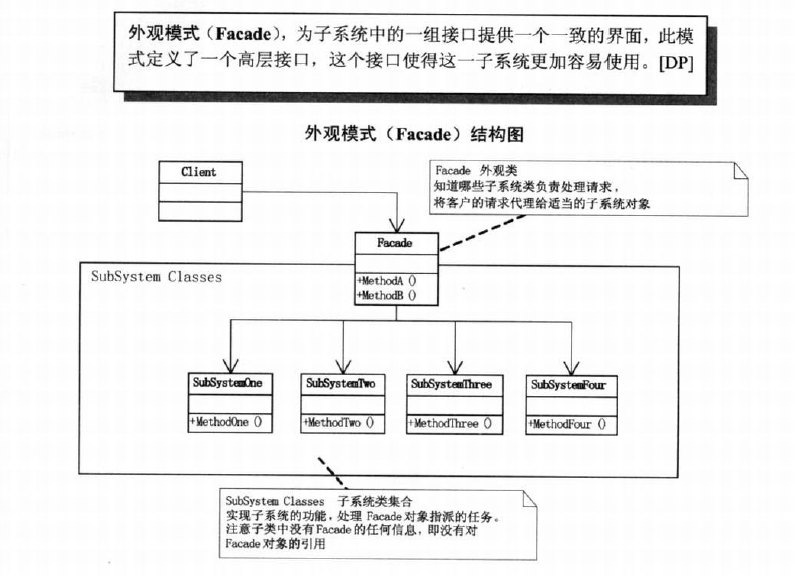 外观模式（Facade），为子系统中的一组接口提供一个一致的界面，此模
式定义了一个高层接口，这个接口使得这一子系统更加容易使用。[DP]
外观模式（Facade）结构图
Client
Facade 外观类
知道哪些子系统类负责处理请求，
将客户的请求代理给适当的子系统对象
Facade
+MethodA ()
+MethodB ()
SubSystem Classes
SubSystemOne
+MethodOne ()
SubSystemTwo
+MethodTwo ()
SubSystemThree
+MethodThree ()
SubSystemFour
+MethodFour ()
SubSystem Classes 子系统类集合
实现子系统的功能，处理 Facade 对象指派的任务。
注意子类中没有Facade的任何信息，即没有对
Facade对象的引用